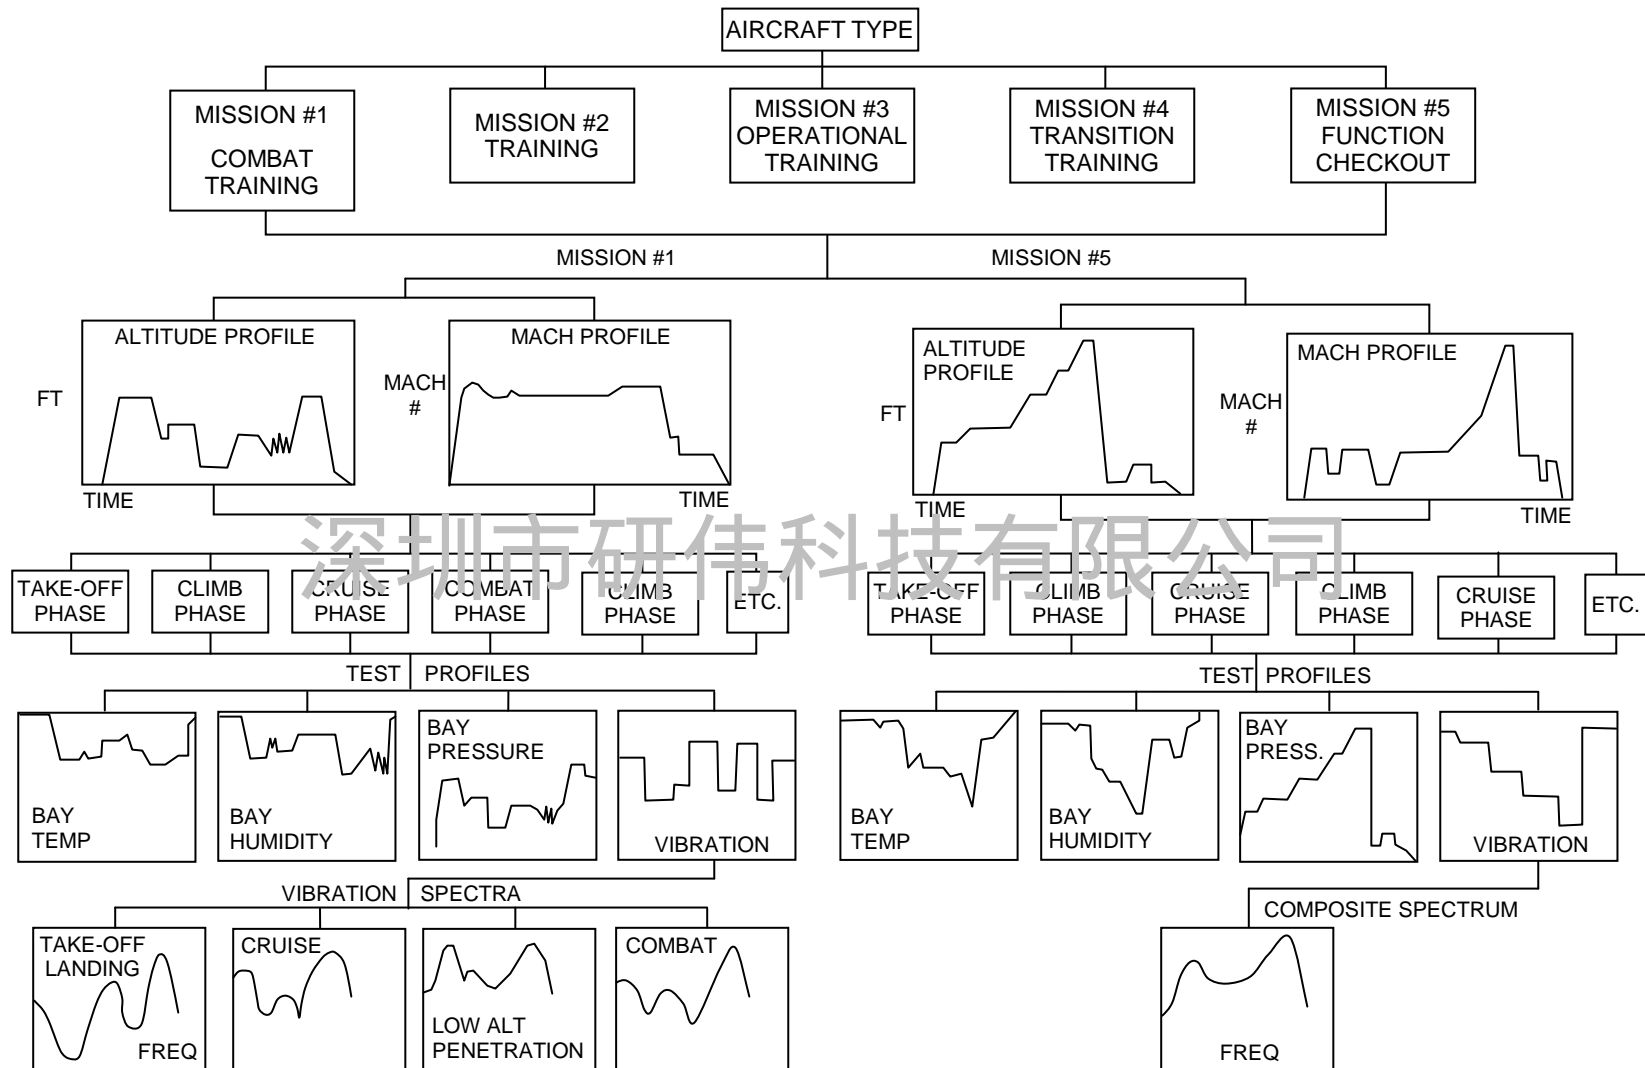 AIRCRAFT TYPE
MISSION #1
COMBAT
TRAINING
MISSION #2
TRAINING
MISSION #3
OPERATIONAL
TRAINING
MISSION #4
TRANSITION
TRAINING
MISSION #5
FUNCTION
CHECKOUT
MISSION #1
MISSION #5
ALTITUDE PROFILE
FT
TIME
MACH PROFILE
MACH
#
TIME
ALTITUDE
PROFILE
FT
TIME
MACH PROFILE
MACH
#
TIME
深圳市研伟科技有限公司
TAKE-OFF
PHASE
CLIMB
PHASE
CRUISE
PHASE
COMBAT
PHASE
CLIMB
PHASE
ETC.
TAKE-OFF
PHASE
CLIMB
PHASE
CRUISE
PHASE
CLIMB
PHASE
CRUISE
PHASE
ETC.
TEST PROFILES
TEST PROFILES
BAY
TEMP
BAY
HUMIDITY
BAY
PRESSURE
VIBRATION
BAY
TEMP
BAY
HUMIDITY
BAY
PRESS.
VIBRATION
VIBRATION SPECTRA
COMPOSITE SPECTRUM
TAKE-OFF
LANDING
FREQ
CRUISE
LOW ALT
PENETRATION
COMBAT
FREQ